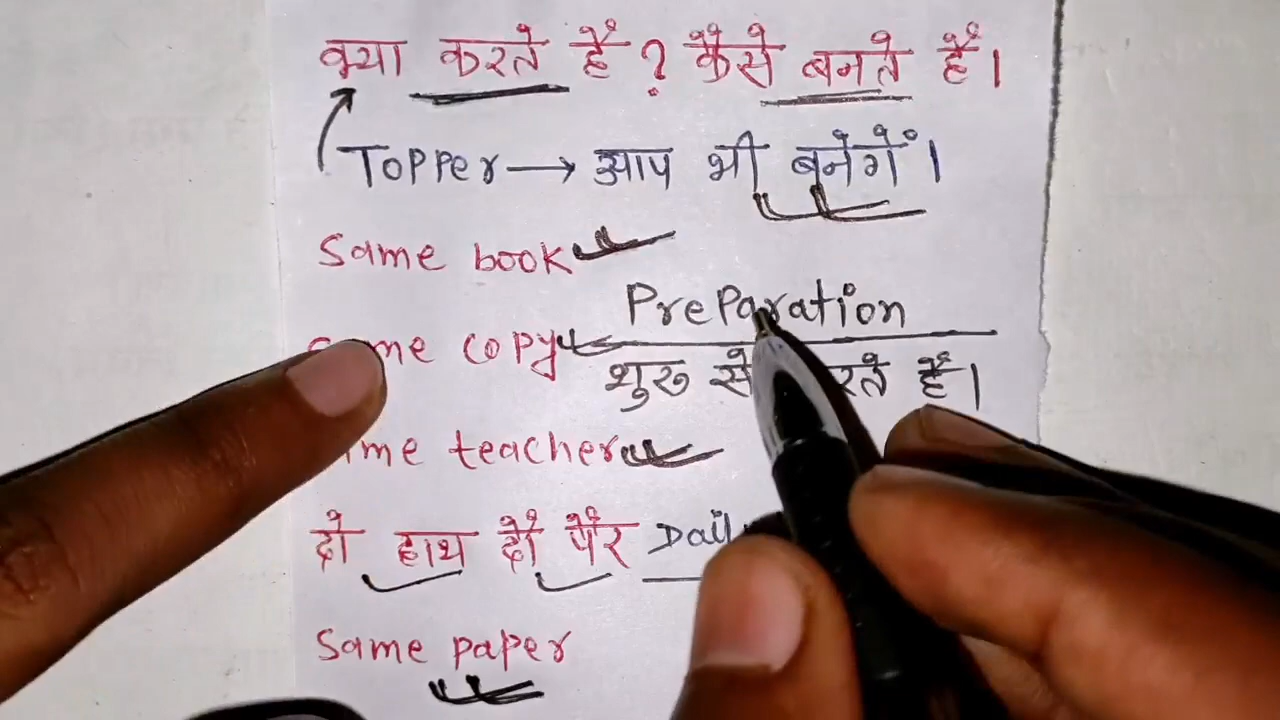 क्या करते हैं? कैसे बनते हैं।
Topper → आप भी बनेगें।
Same book
Preparation
copy
शुरु से
हैं।
teacher
दो हाथ दौ पैर
Same paper